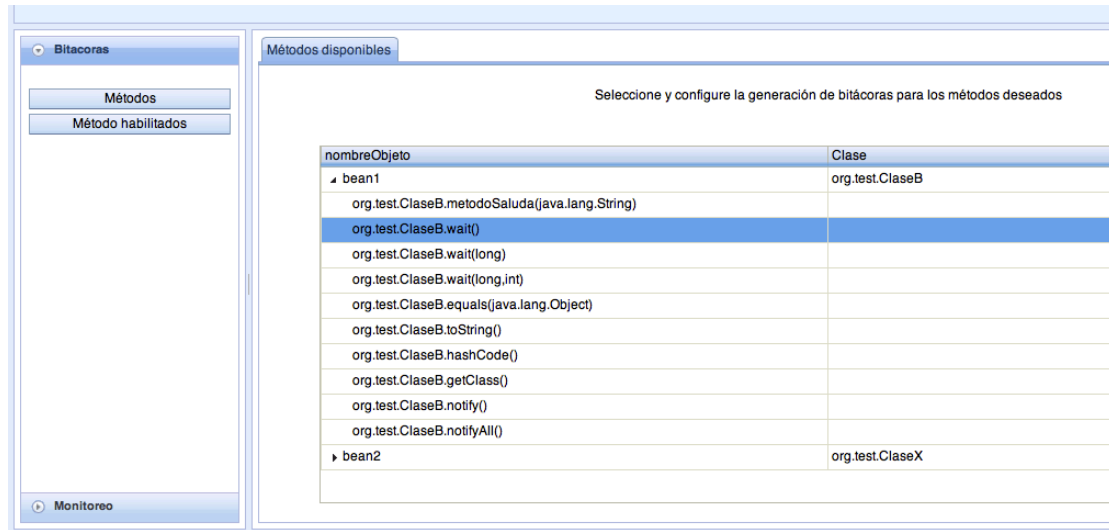 Bitacoras
Métodos
Método habilitados
Monitoreo
Métodos disponibles
Seleccione y configure la generación de bitácoras para los métodos deseados
nombreObjeto Clase
bean1 org.test.ClaseB
org.test.ClaseB.metodoSaluda(java.lang.String)
org.test.ClaseB.wait()
org.test.ClaseB.wait(long)
org.test.ClaseB.wait(long,int)
org.test.ClaseB.equals(java.lang.Object)
org.test.ClaseB.toString()
org.test.ClaseB.hashCode()
org.test.ClaseB.getClass()
org.test.ClaseB.notify()
org.test.ClaseB.notifyAll()
bean2 org.test.ClaseX